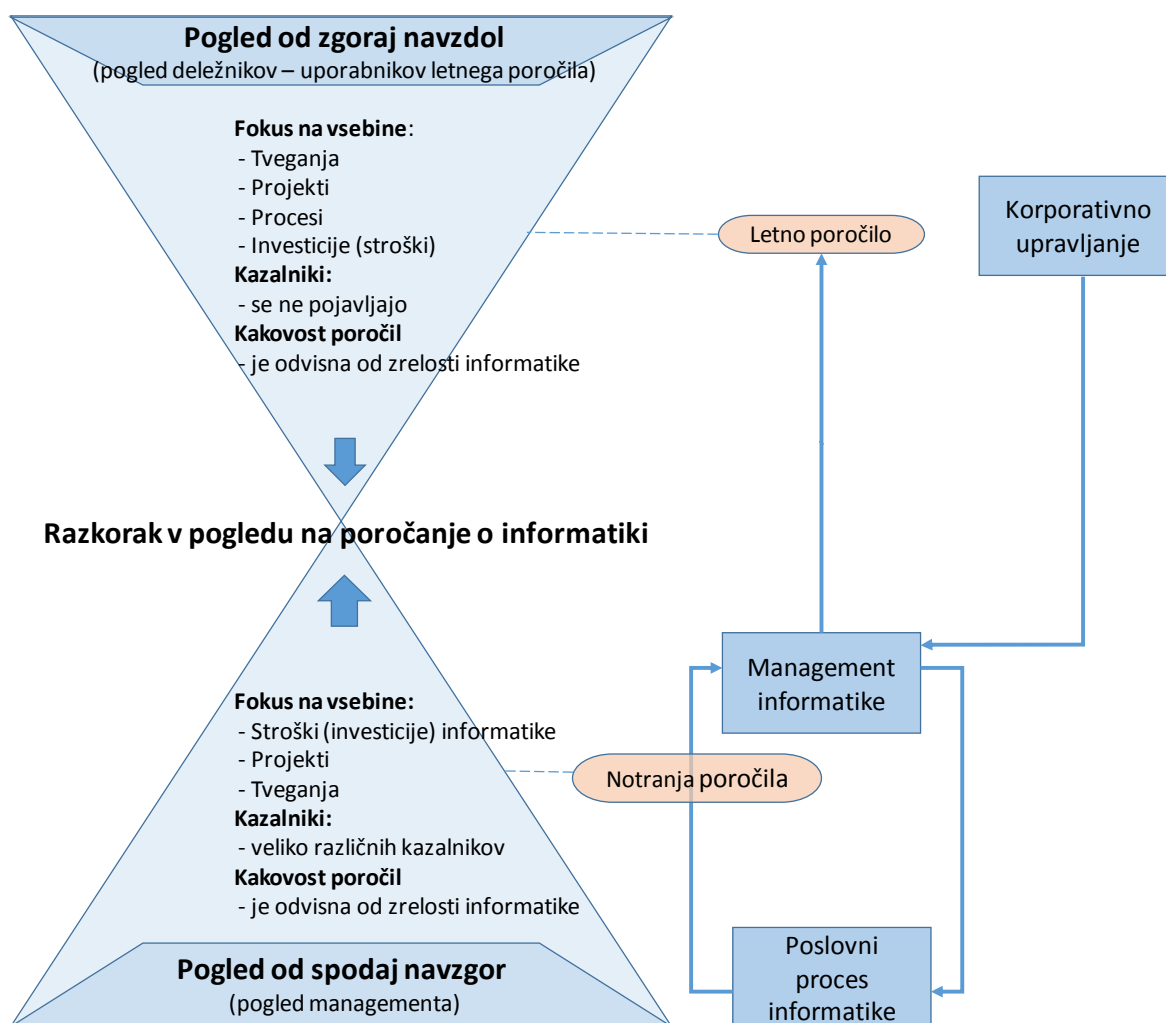 Pogled od zgoraj navzdol
(pogled deležnikov – uporabnikov letnega poročila)
Fokus na vsebine:
- Tveganja
- Projekti
- Procesi
- Investicije (stroški)
Kazalniki:
- se ne pojavljajo
Kakovost poročil
- je odvisna od zrelosti informatike
Letno poročilo
Korporativno
upravljanje
Razkorak v pogledu na poročanje o informatiki
Management
informatike
Fokus na vsebine:
- Stroški (investicije) informatike
- Projekti
- Tveganja
Kazalniki:
- veliko različnih kazalnikov
Kakovost poročil
- je odvisna od zrelosti informatike
Notranja poročila
Pogled od spodaj navzgor
(pogled managementa)
Poslovni
proces
informatike